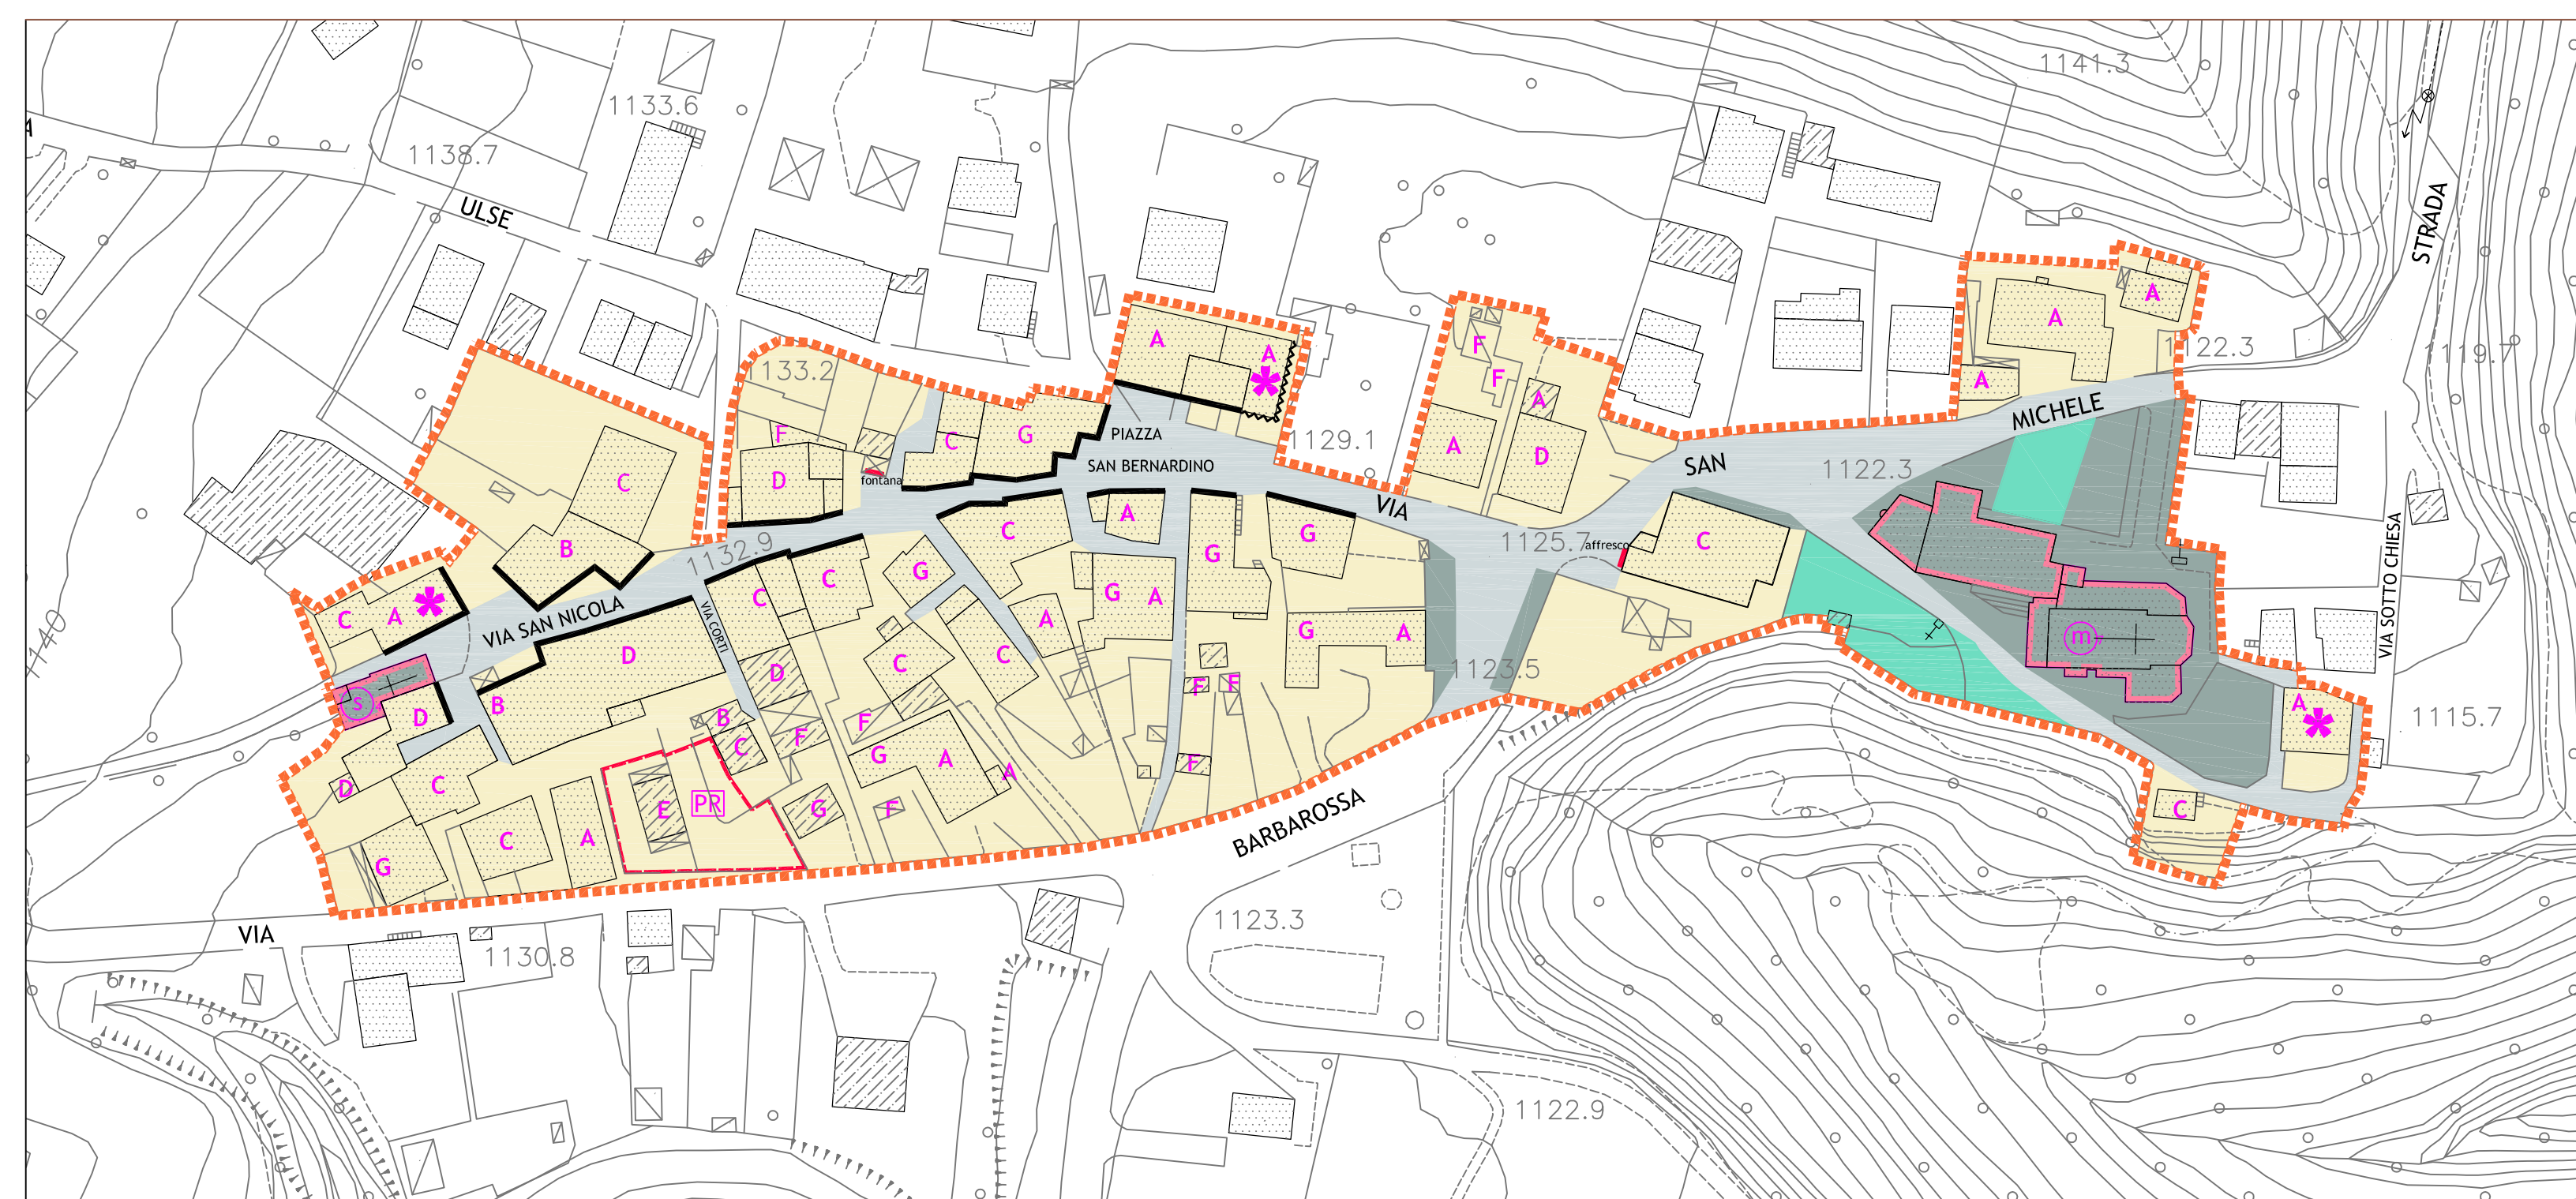 1141.3
1133.6
A
1138.7
STRADA
ULSE
A
A
1122.3
F
1119.7
A
A
1133.2
F
A
A
MICHELE
F
C
G
PIAZZA
1129.1
A
D
SAN BERNARDINO
SAN
1122.3
D
fontana
C
VIA
A
C
G
G
1125.7
affresco
C
B
1132.9
VIA SOTTO CHIESA
C
C
G
G
A
1140
C
A
VIA SAN NICOLA
VIA CORTI
A
G
A
m
D
C
C
1123.5
D
F
F
S
D
B
B
F
A
1115.7
C
F
G
A
F
A
D
C
E
PR
G
F
C
BARBAROSSA
G
C
A
VIA
1123.3
1130.8
1122.9